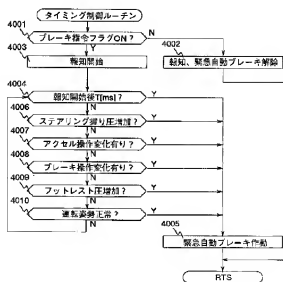 タイミング制御ルーチン
4001
ブレーキ指令フラグON?
N
Y
4003
報知開始
4002
報知、緊急自動ブレーキ解除
4004
報知開始後T[ms]?
Y
4006
N
ステアリング握り圧増加?
Y
4007
N
アクセル操作変化有り?
Y
4008
N
ブレーキ操作変化有り?
Y
4009
N
フットレスト圧増加?
Y
4010
N
運転姿勢正常?
Y
N
4005
緊急自動ブレーキ作動
RTS